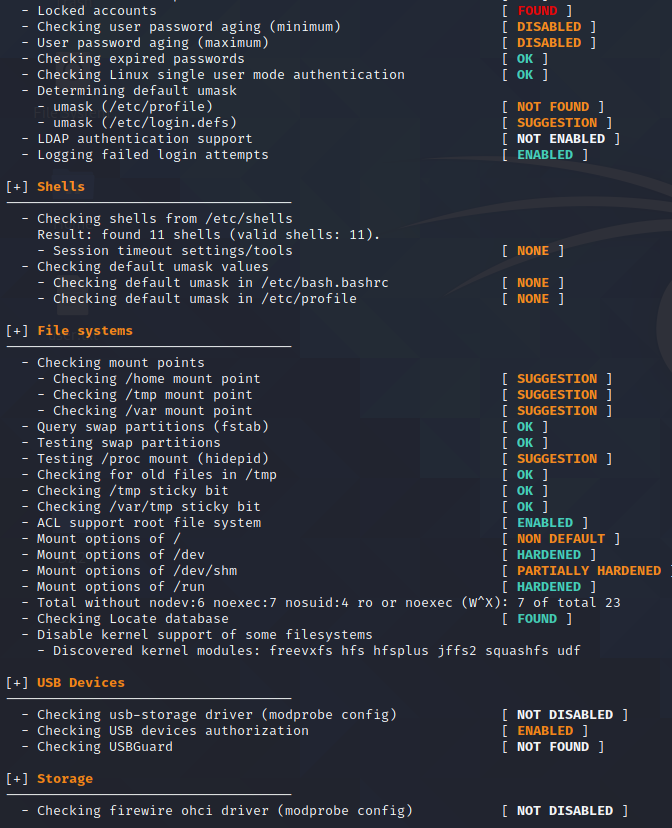 - Locked accounts [ FOUND ]
- Checking user password aging (minimum) [ DISABLED ]
- User password aging (maximum) [ DISABLED ]
- Checking expired passwords [ OK ]
- Checking Linux single user mode authentication [ OK ]
- Determining default umask
- umask (/etc/profile) [ NOT FOUND ]
- umask (/etc/login.defs) [ SUGGESTION ]
- LDAP authentication support [ NOT ENABLED ]
- Logging failed login attempts [ ENABLED ]
[+] Shells
------------------------------------
- Checking shells from /etc/shells
Result: found 11 shells (valid shells: 11).
- Session timeout settings/tools [ NONE ]
- Checking default umask values
- Checking default umask in /etc/bash.bashrc [ NONE ]
- Checking default umask in /etc/profile [ NONE ]
[+] File systems
------------------------------------
- Checking mount points
- Checking /home mount point [ SUGGESTION ]
- Checking /tmp mount point [ SUGGESTION ]
- Checking /var mount point [ SUGGESTION ]
- Query swap partitions (fstab) [ OK ]
- Testing swap partitions [ OK ]
- Testing /proc mount (hidepid) [ SUGGESTION ]
- Checking for old files in /tmp [ OK ]
- Checking /tmp sticky bit [ OK ]
- Checking /var/tmp sticky bit [ OK ]
- ACL support root file system [ ENABLED ]
- Mount options of / [ NON DEFAULT ]
- Mount options of /dev [ HARDENED ]
- Mount options of /dev/shm [ PARTIALLY HARDENED ]
- Mount options of /run [ HARDENED ]
- Total without nodev:6 noexec:7 nosuid:4 ro or noexec (W^X): 7 of total 23
- Checking Locate database [ FOUND ]
- Disable kernel support of some filesystems
- Discovered kernel modules: freevxfs hfs hfsplus jffs2 squashfs udf
[+] USB Devices
------------------------------------
- Checking usb-storage driver (modprobe config) [ NOT DISABLED ]
- Checking USB devices authorization [ ENABLED ]
- Checking USBGuard [ NOT FOUND ]
[+] Storage
------------------------------------
- Checking firewire ohci driver (modprobe config) [ NOT DISABLED ]